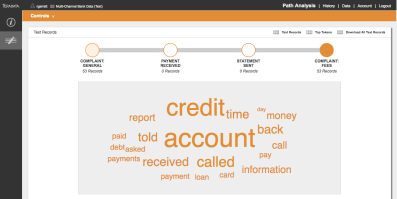 TERADATA rjarrett Multi-Channel Bank Data (Text) Path Analysis | History | Data | Account | Logout
Controls
Text Records Text Records Top Tokens Download All Text Records
COMPLAINT: GENERAL
53 Records
PAYMENT RECEIVED
0 Records
STATEMENT SENT
0 Records
COMPLAINT: FEES
53 Records
credit time day money
report
paid told account back
debt asked call
payments received called pay
information
payment loan card